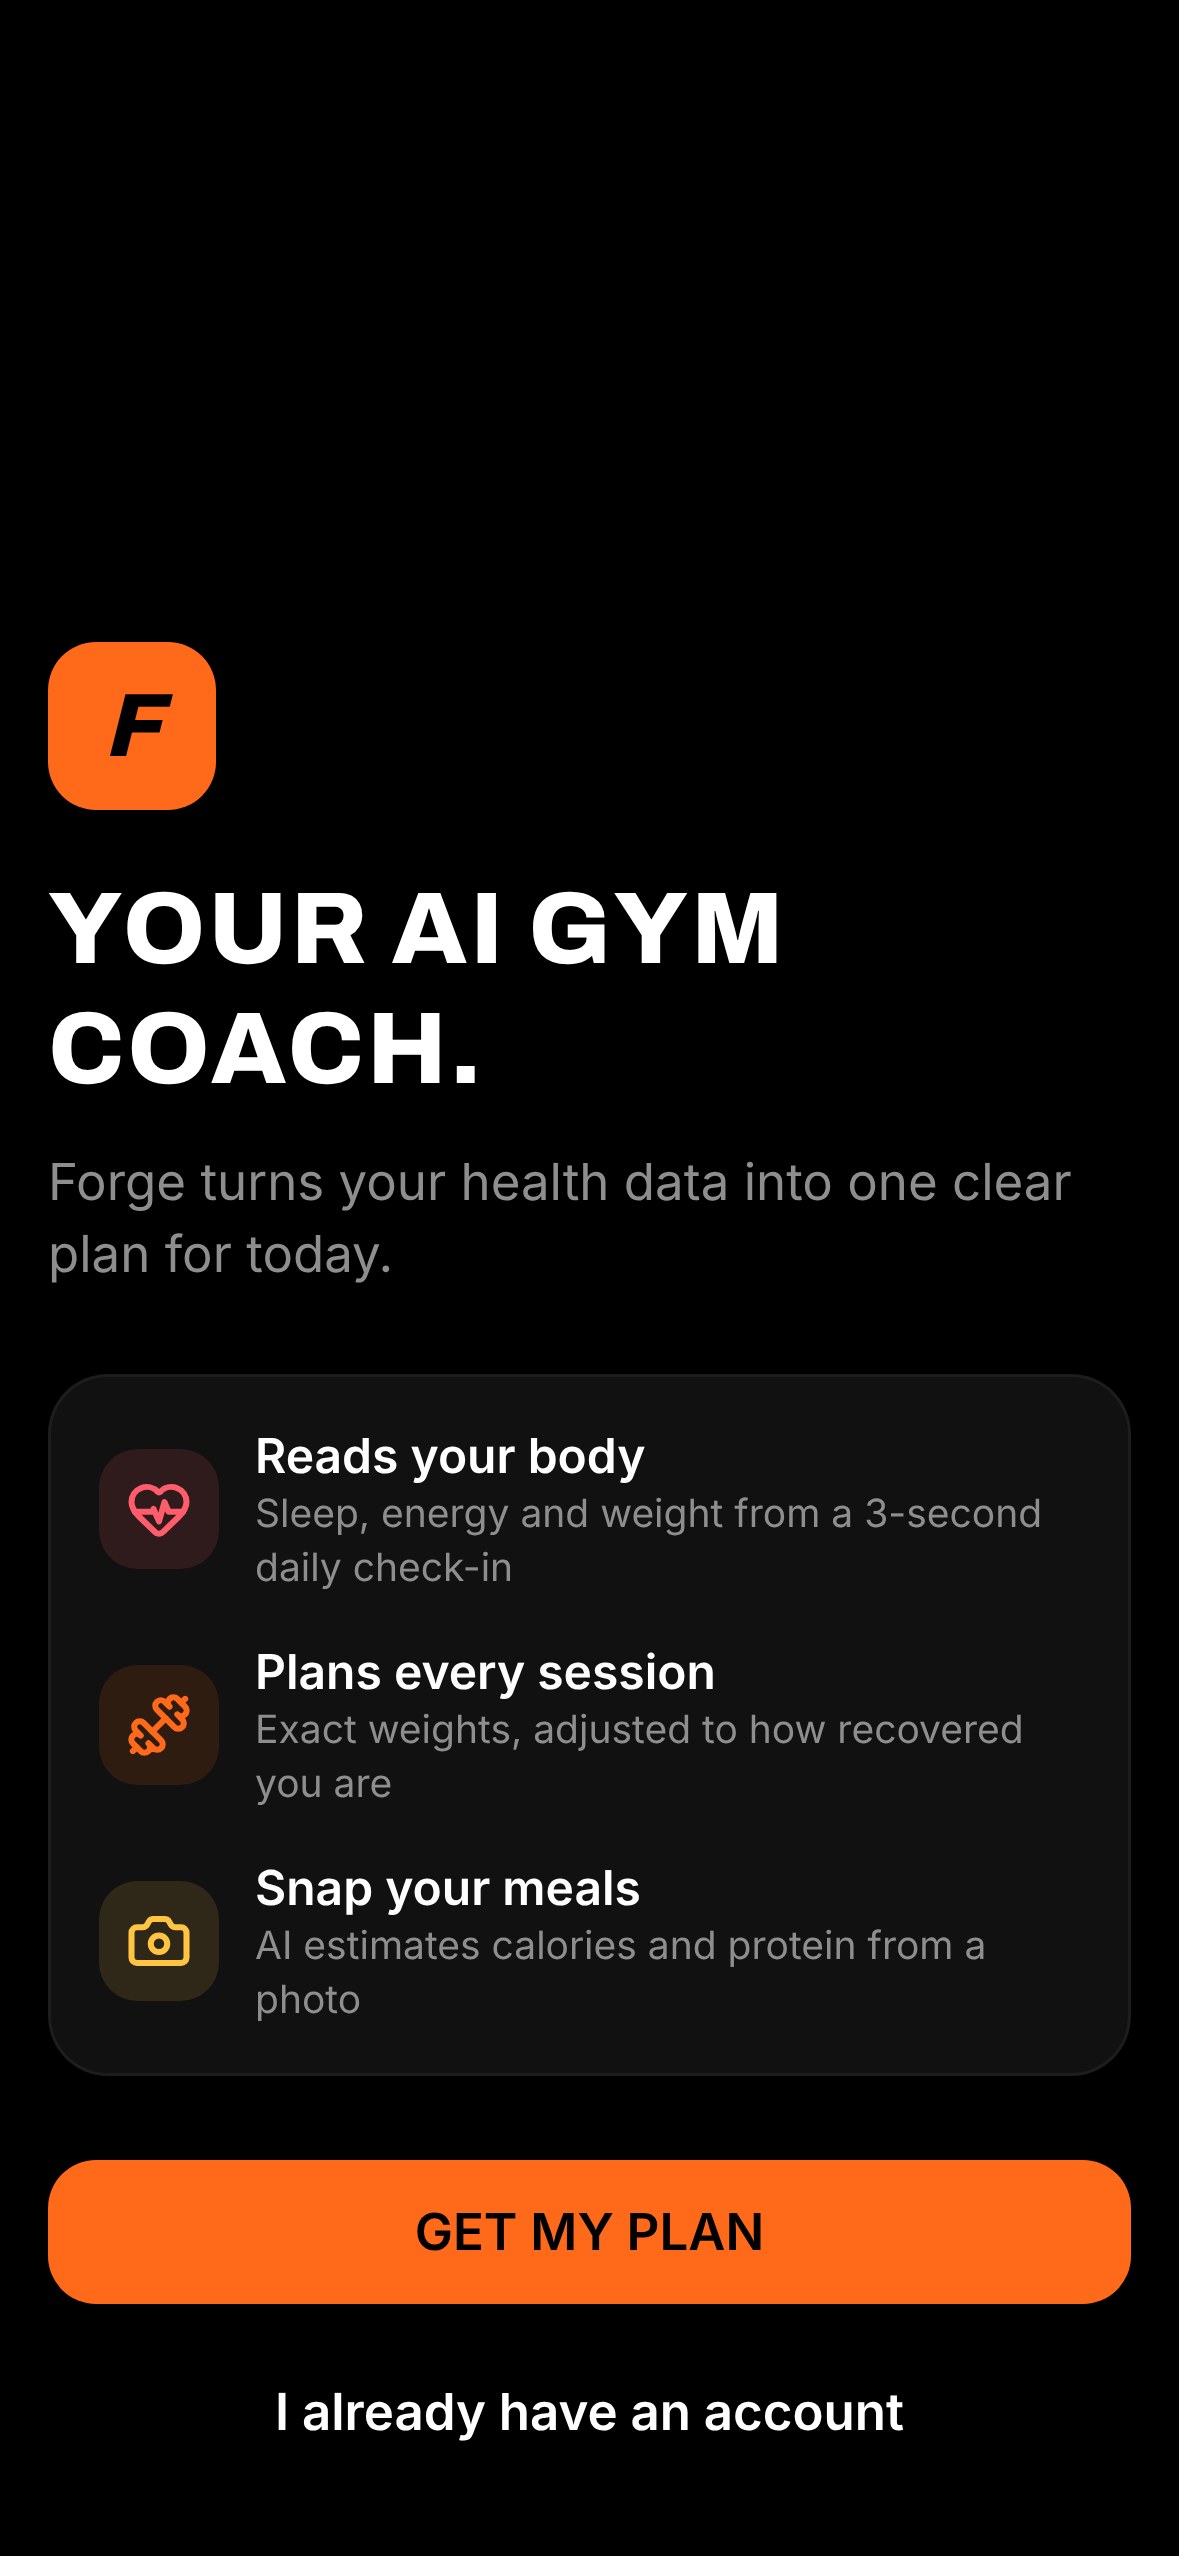 F
YOUR AI GYM
COACH.
Forge turns your health data into one clear
plan for today.
Reads your body
Sleep, energy and weight from a 3-second
daily check-in
Plans every session
Exact weights, adjusted to how recovered
you are
Snap your meals
AI estimates calories and protein from a
photo
GET MY PLAN
I already have an account